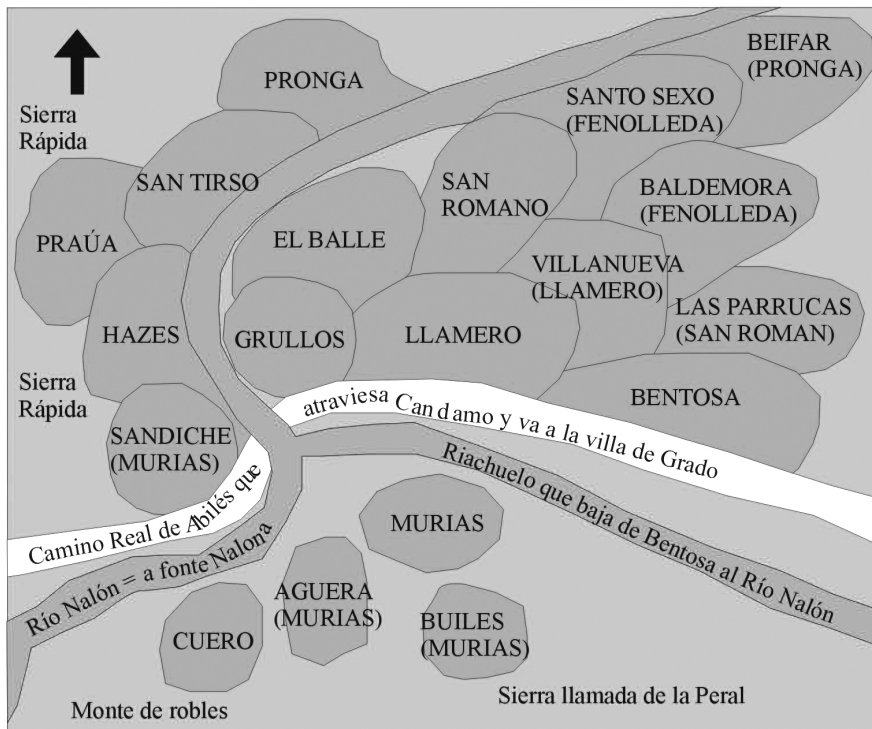 BEIFAR
(PRONGA)
PRONGA
SANTO SEXO
(FENOLLEDA)
Sierra
Rápida
SAN TIRSO
SAN
ROMANO
BALDEMORA
(FENOLLEDA)
PRAÚA
EL BALLE
VILLANUEVA
(LLAMERO)
LAS PARRUCAS
(SAN ROMAN)
HAZES
GRULLOS
LLAMERO
Sierra
Rápida
BENTOSA
SANDICHE
(MURIAS)
Camino Real de Abilés que
atraviesa Candamo y va a la villa de Grado
Riachuelo que baja de Bentosa al Río Nalón
Río Nalón = a fonte Nalona
MURIAS
AGUERA
(MURIAS)
BUILES
(MURIAS)
CUERO
Sierra llamada de la Peral
Monte de robles